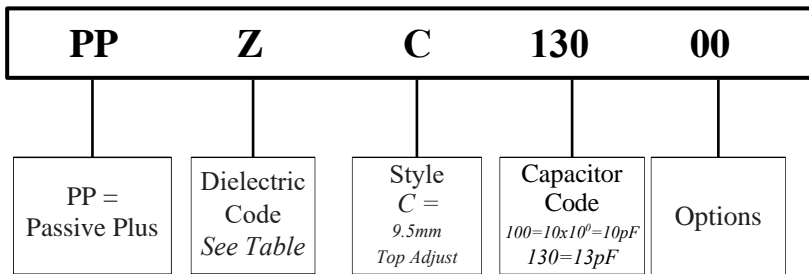 PP Z C 130 00
PP =
Passive Plus
Dielectric
Code
See Table
Style
C =
9.5mm
Top Adjust
Capacitor
Code
100=10x10⁰=10pF
130=13pF
Options